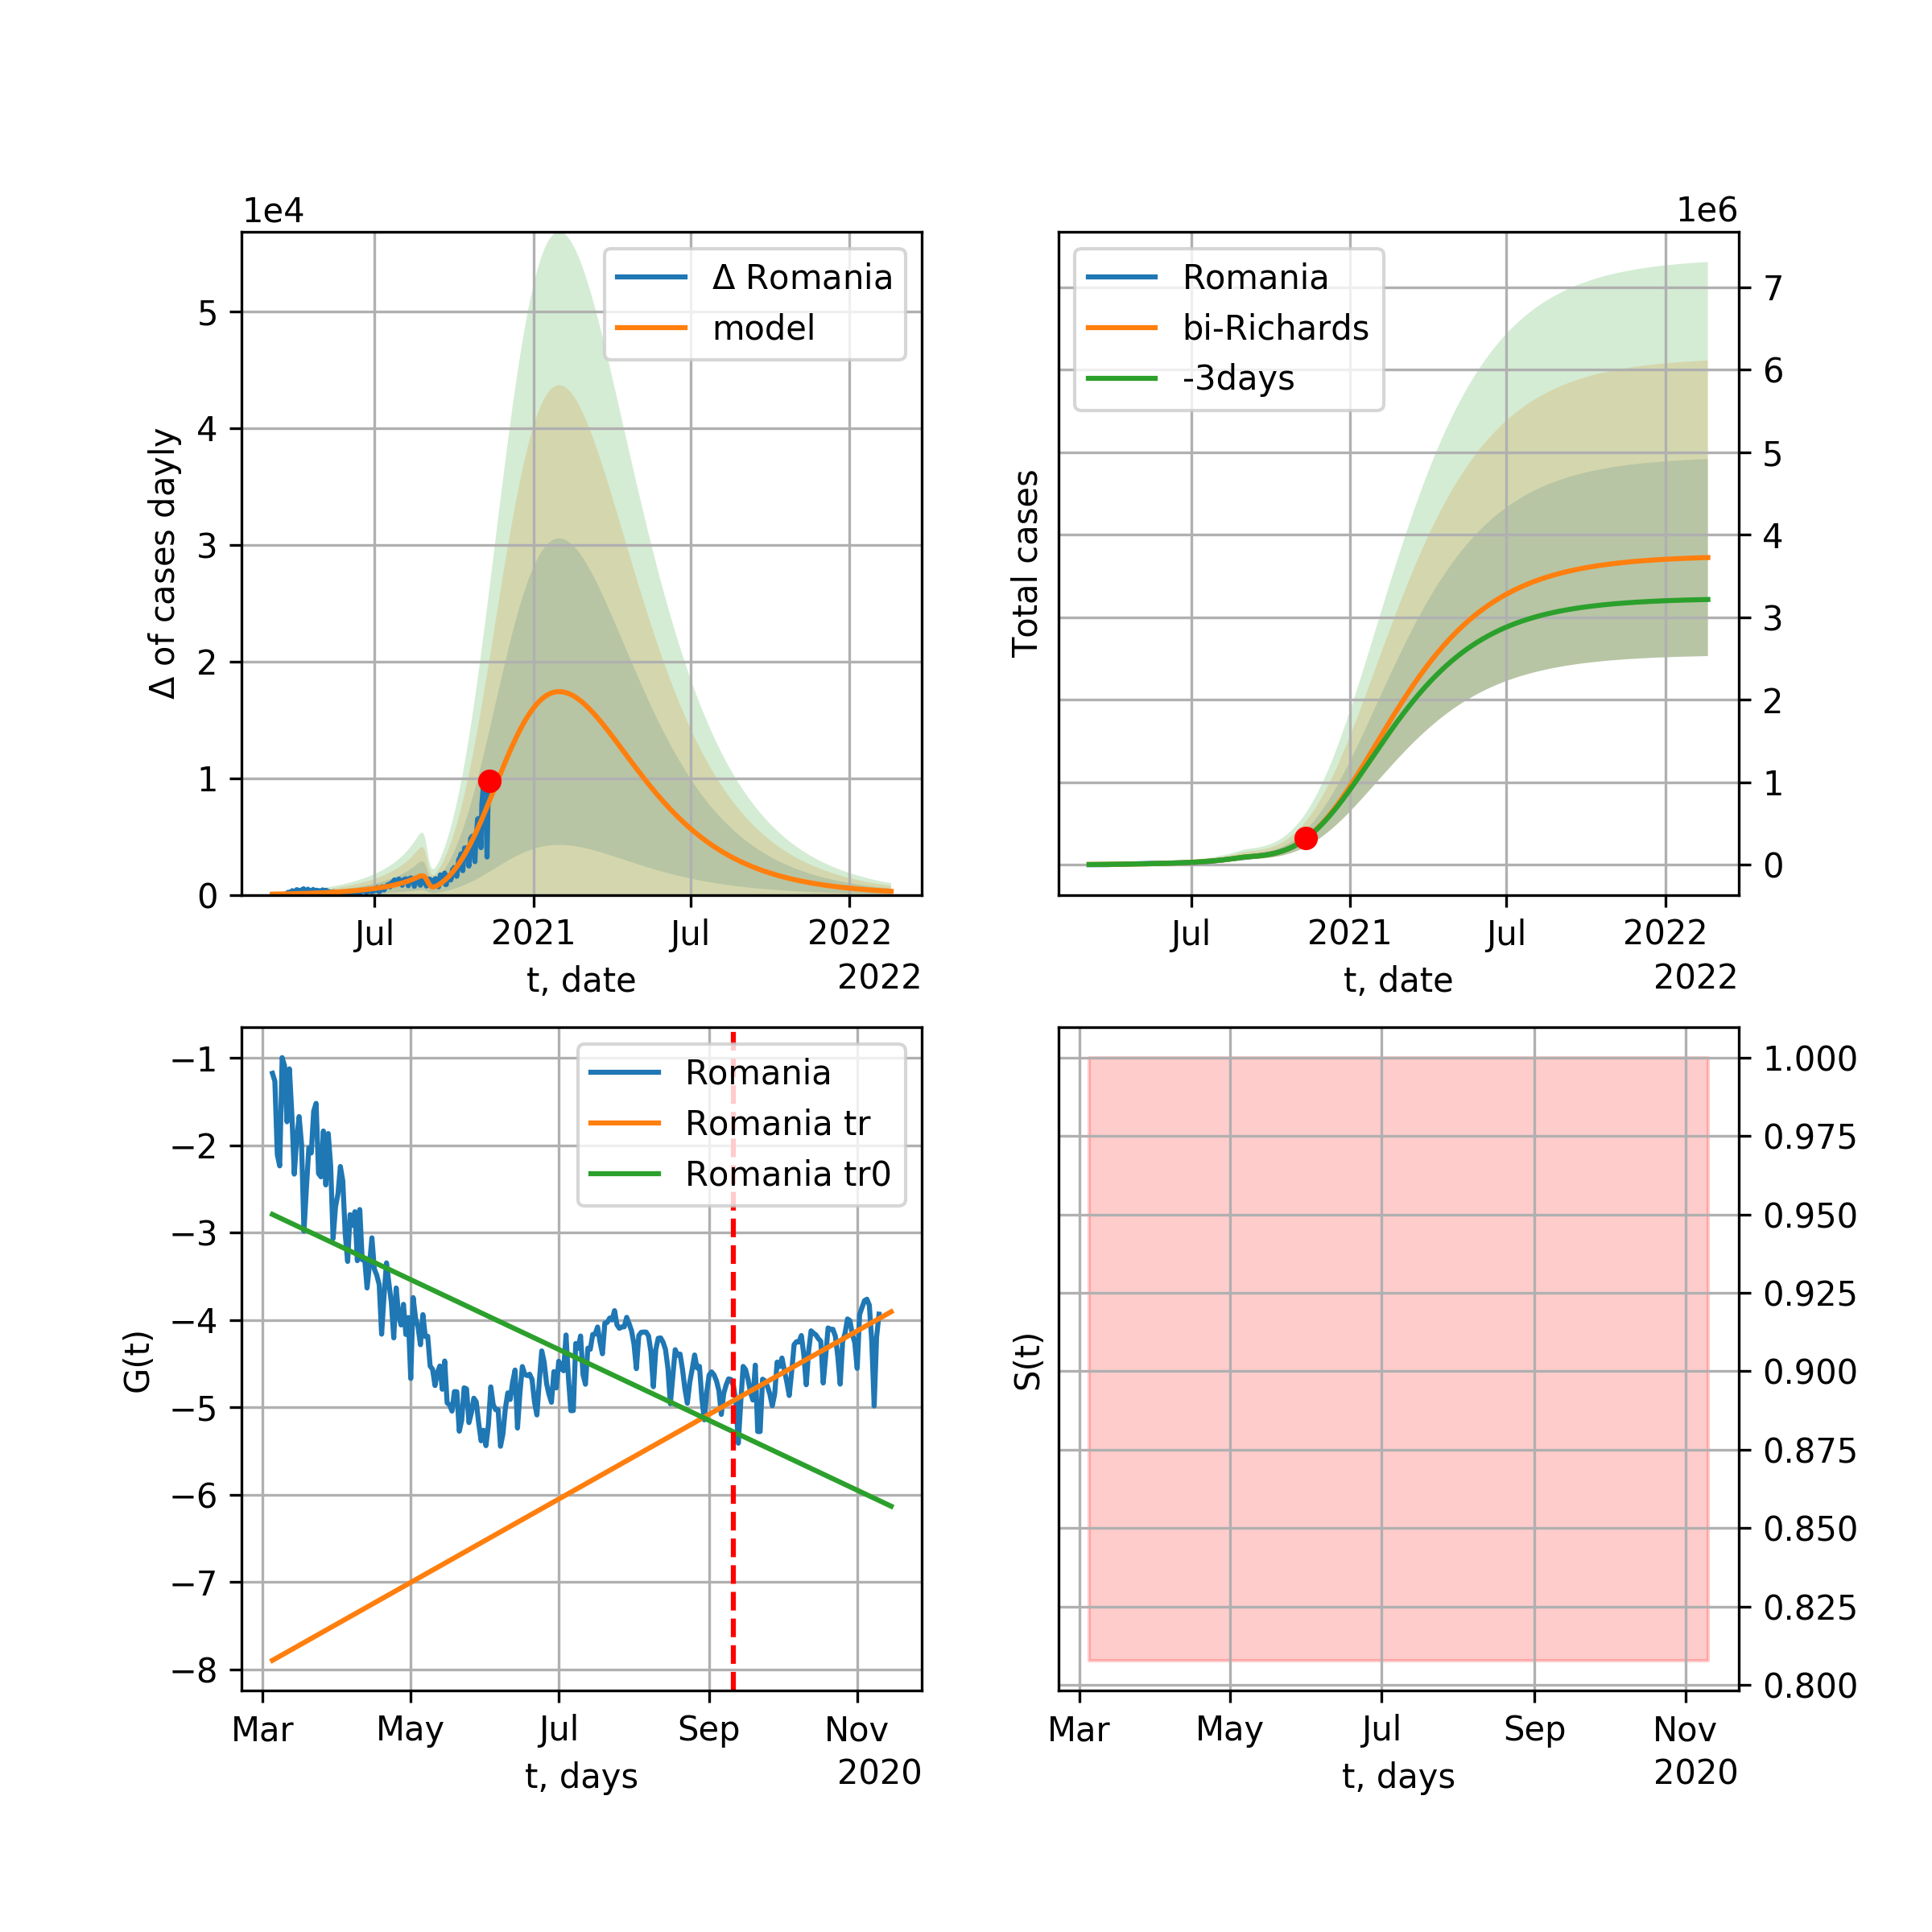 1e4
Δ of cases dayly
5
4
3
2
1
0
Δ Romania
model
Jul
2021
Jul
2022
t, date
2022
1e6
Total cases
Romania
bi-Richards
-3days
7
6
5
4
3
2
1
0
Jul
2021
Jul
2022
t, date
2022
G(t)
−1
−2
−3
−4
−5
−6
−7
−8
Romania
Romania tr
Romania tr0
Mar
May
Jul
Sep
Nov
t, days
2020
S(t)
1.000
0.975
0.950
0.925
0.900
0.875
0.850
0.825
0.800
Mar
May
Jul
Sep
Nov
t, days
2020